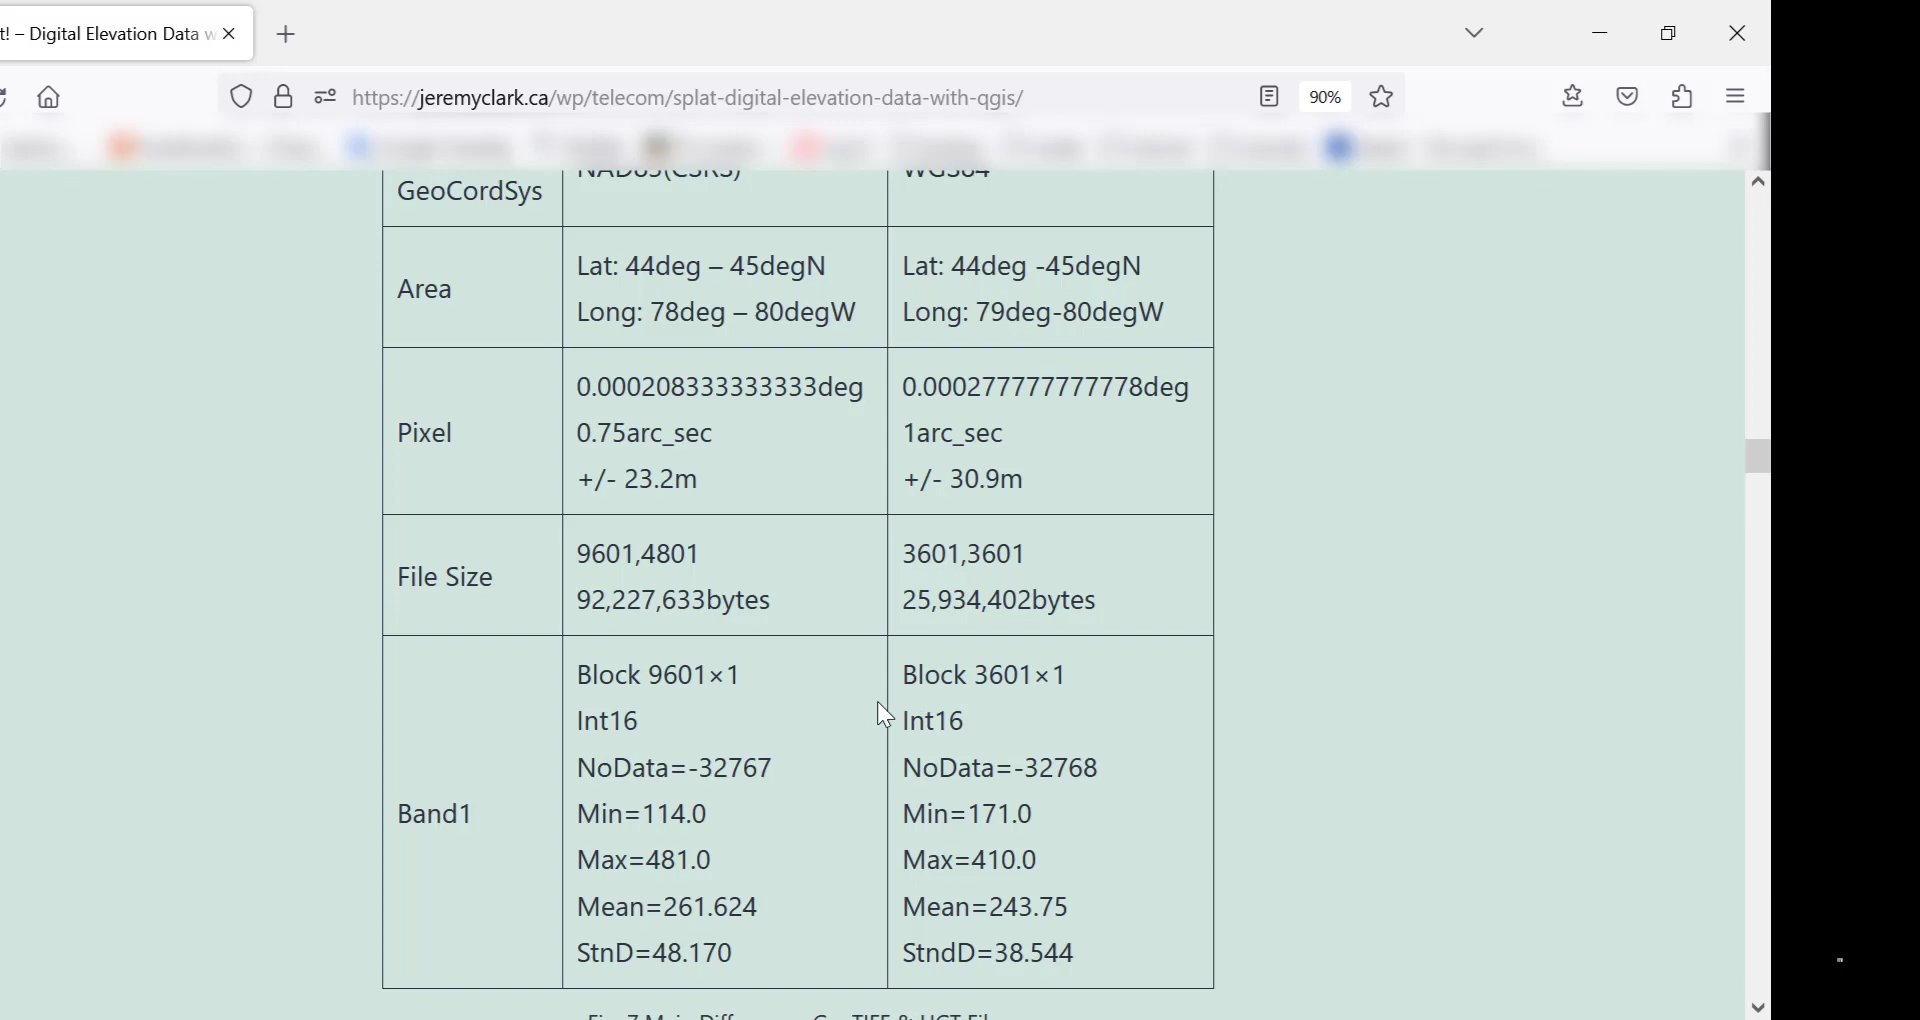 t! – Digital Elevation Data w
https://jeremyclark.ca/wp/telecom/splat-digital-elevation-data-with-qgis/
90%
GeoCordSys
NAD83(CSRS)
WGS84
Area
Lat: 44deg – 45degN
Long: 78deg – 80degW
Lat: 44deg -45degN
Long: 79deg-80degW
Pixel
0.000208333333333deg
0.75arc_sec
+/- 23.2m
0.000277777777778deg
1arc_sec
+/- 30.9m
File Size
9601,4801
92,227,633bytes
3601,3601
25,934,402bytes
Band1
Block 9601×1
Int16
NoData=-32767
Min=114.0
Max=481.0
Mean=261.624
StnD=48.170
Block 3601×1
Int16
NoData=-32768
Min=171.0
Max=410.0
Mean=243.75
StndD=38.544